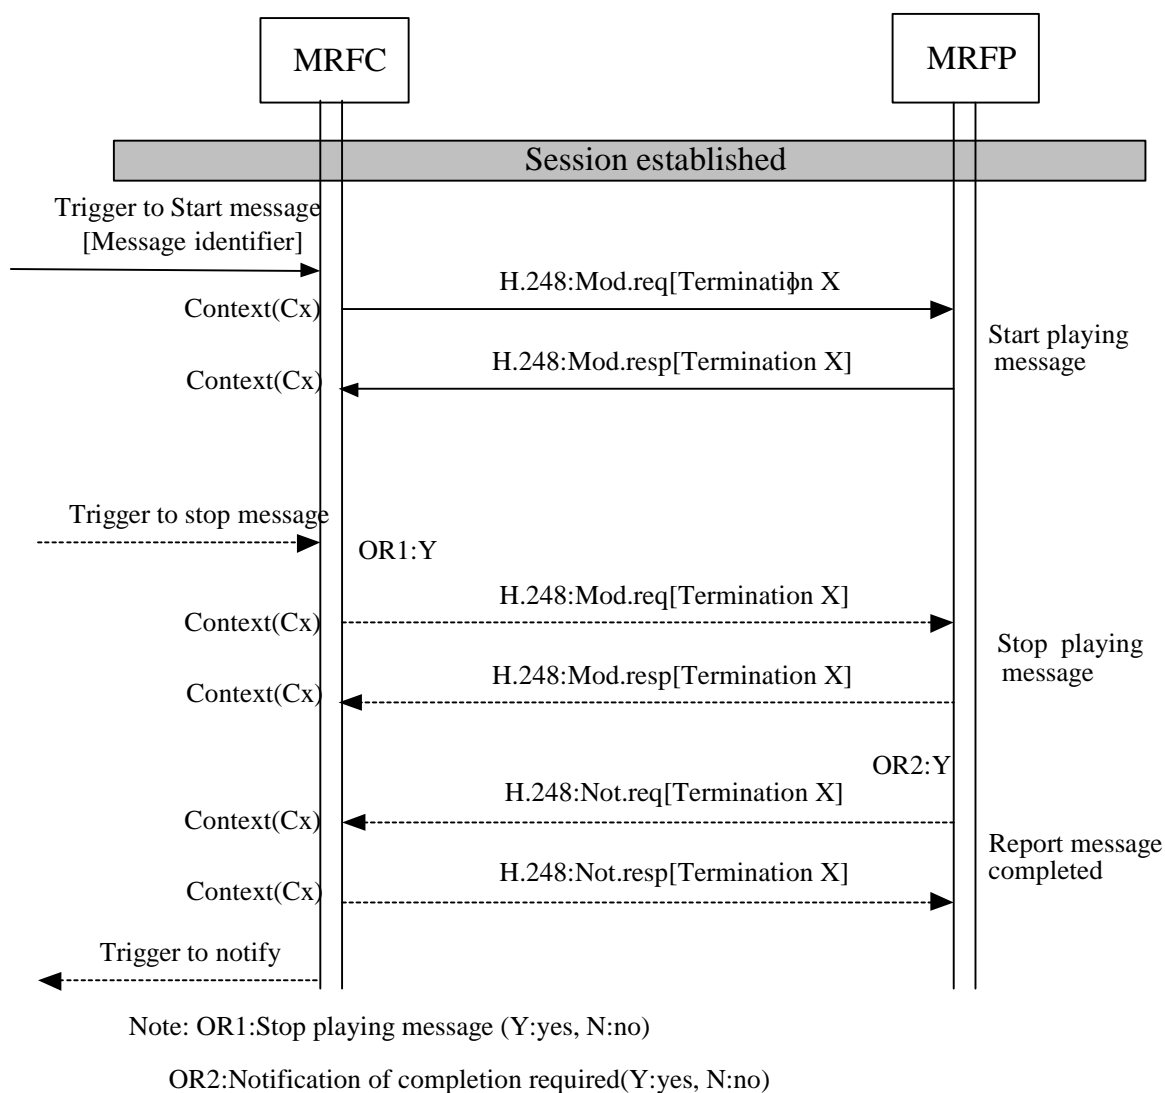 MRFC
MRFP
Session established
Trigger to Start message
[Message identifier]
H.248:Mod.req[Termination X
]
Context(Cx)
Start playing
message
H.248:Mod.resp[Termination X]
Context(Cx)
Trigger to stop message
OR1:Y
H.248:Mod.req[Termination X]
Context(Cx)
Stop playing
message
H.248:Mod.resp[Termination X]
Context(Cx)
OR2:Y
H.248:Not.req[Termination X]
Context(Cx)
Report message
completed
H.248:Not.resp[Termination X]
Context(Cx)
Trigger to notify
Note: OR1:Stop playing message (Y:yes, N:no)
OR2:Notification of completion required(Y:yes, N:no)